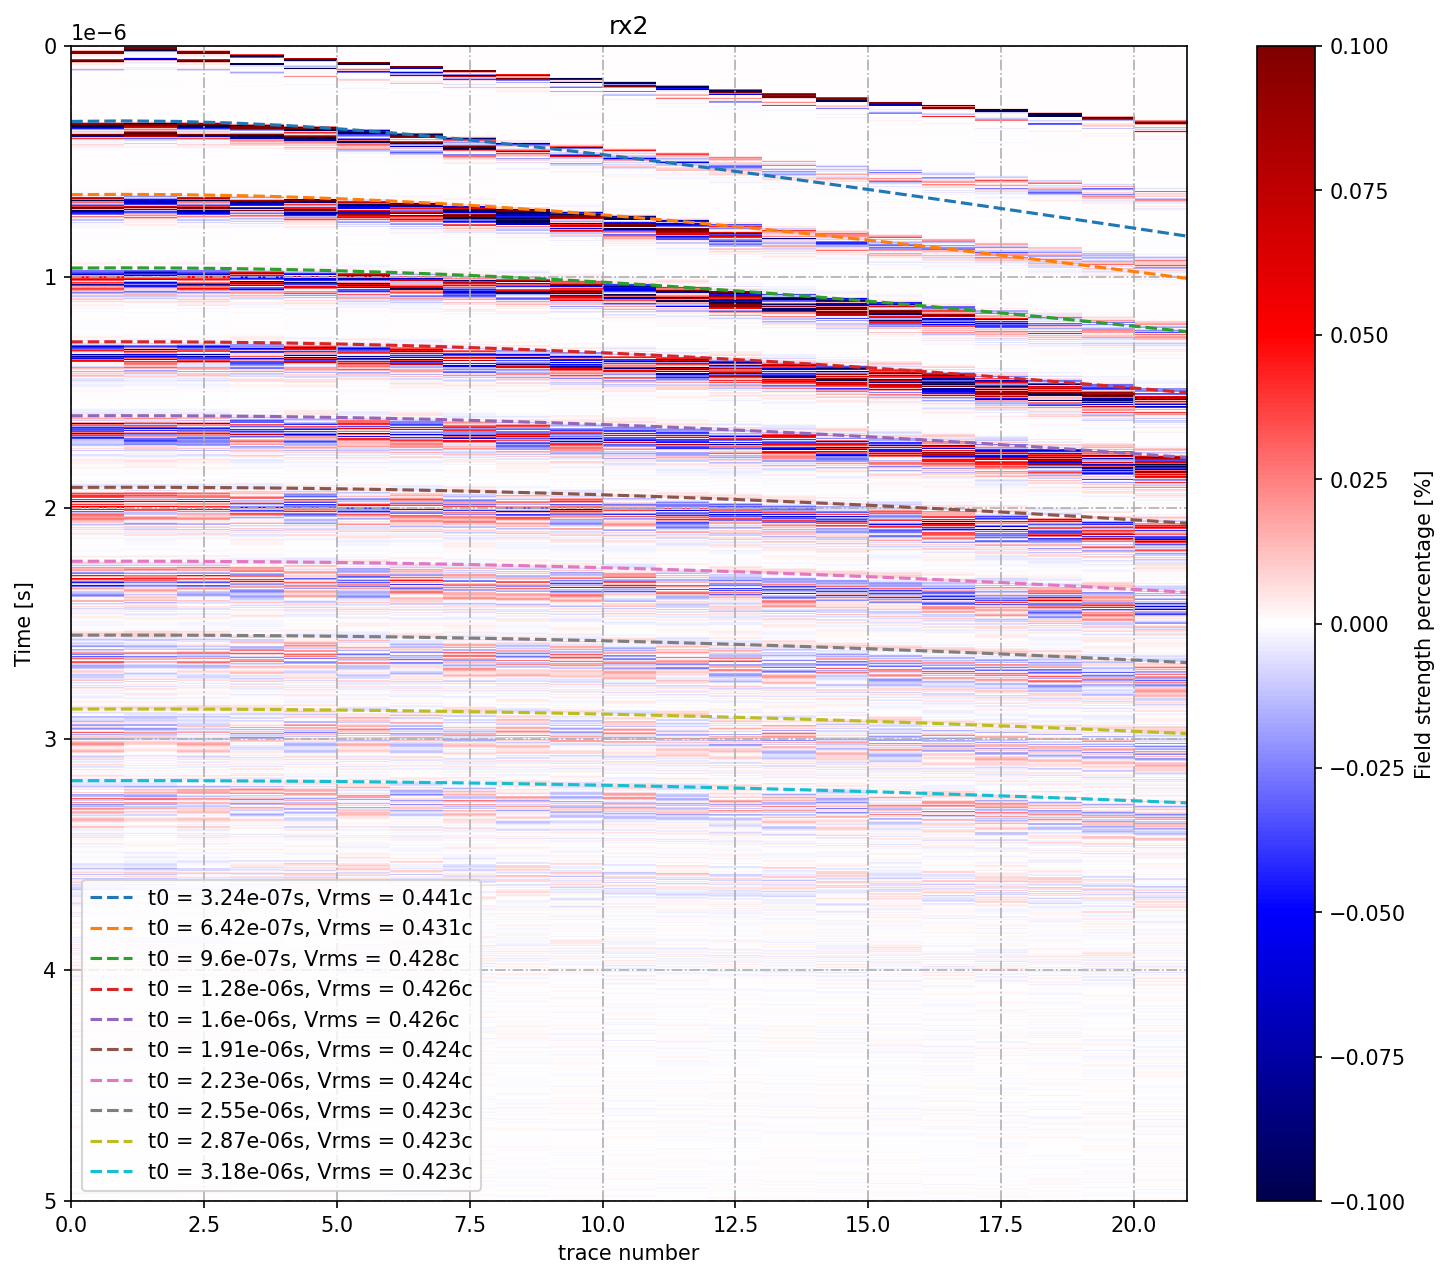 rx2
1e−6
0
1
2
3
4
5
Time [s]
0.0 2.5 5.0 7.5 10.0 12.5 15.0 17.5 20.0
trace number
t0 = 3.24e-07s, Vrms = 0.441c
t0 = 6.42e-07s, Vrms = 0.431c
t0 = 9.6e-07s, Vrms = 0.428c
t0 = 1.28e-06s, Vrms = 0.426c
t0 = 1.6e-06s, Vrms = 0.426c
t0 = 1.91e-06s, Vrms = 0.424c
t0 = 2.23e-06s, Vrms = 0.424c
t0 = 2.55e-06s, Vrms = 0.423c
t0 = 2.87e-06s, Vrms = 0.423c
t0 = 3.18e-06s, Vrms = 0.423c
0.100
0.075
0.050
0.025
0.000
−0.025
−0.050
−0.075
−0.100
Field strength percentage [%]